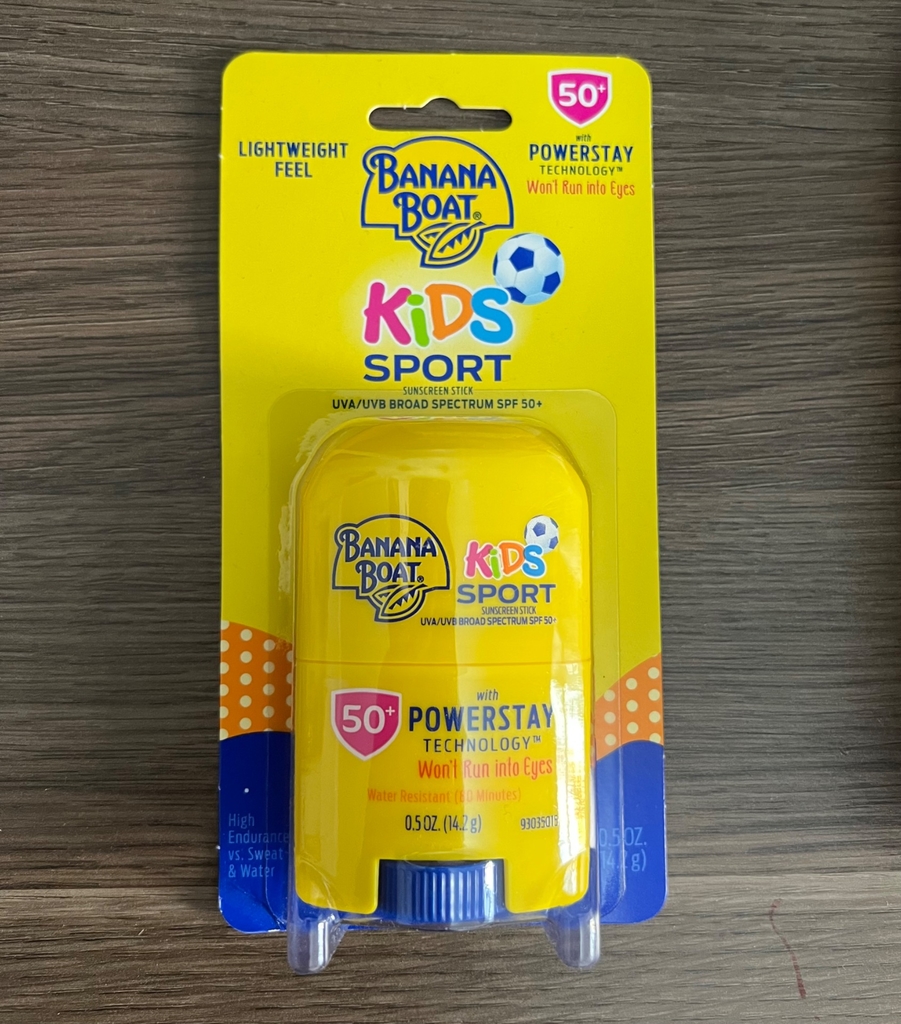 50+
with
POWERSTAY
TECHNOLOGY™
Won't Run into Eyes
LIGHTWEIGHT
FEEL
BANANA
BOAT®
KiDS
SPORT
SUNSCREEN STICK
UVA/UVB BROAD SPECTRUM SPF 50+
BANANA
BOAT®
KiDS
SPORT
SUNSCREEN STICK
UVA/UVB BROAD SPECTRUM SPF 50+
50+
with
POWERSTAY
TECHNOLOGY™
Won't Run into Eyes
Water Resistant (80 Minutes)
0.5 OZ. (14.2 g)
High
Endurance
vs. Sweat
& Water
0.5 OZ.
14.2 g)